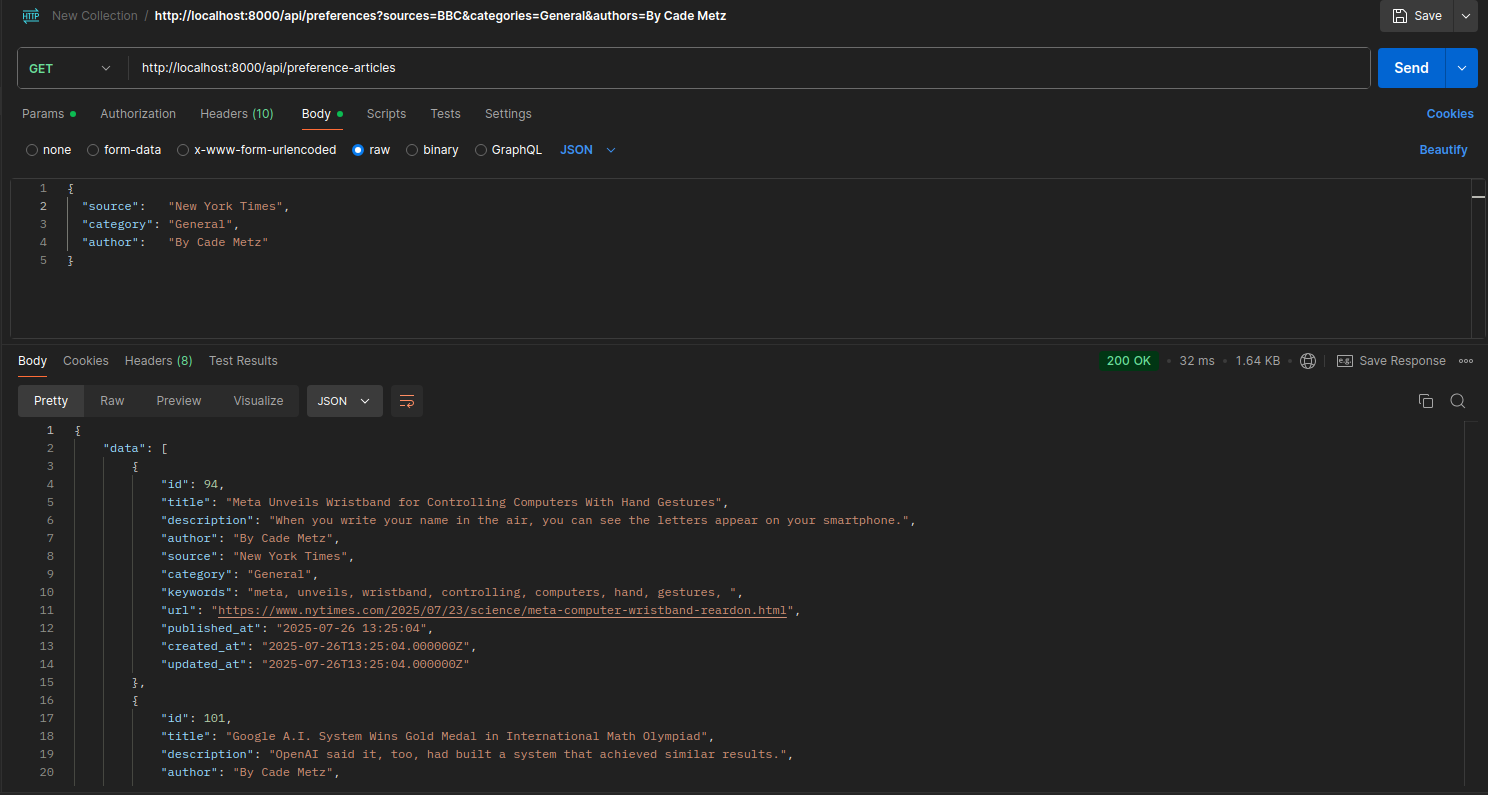 HTTP New Collection / http://localhost:8000/api/preferences?sources=BBC&categories=General&authors=By Cade Metz Save
GET http://localhost:8000/api/preference-articles Send
Params Authorization Headers (10) Body Scripts Tests Settings Cookies
none form-data x-www-form-urlencoded raw binary GraphQL JSON Beautify
1 {
2 "source": "New York Times",
3 "category": "General",
4 "author": "By Cade Metz"
5 }
Body Cookies Headers (8) Test Results 200 OK • 32 ms • 1.64 KB • e.g. Save Response
Pretty Raw Preview Visualize JSON
1 {
2 "data": [
3 {
4 "id": 94,
5 "title": "Meta Unveils Wristband for Controlling Computers With Hand Gestures",
6 "description": "When you write your name in the air, you can see the letters appear on your smartphone.",
7 "author": "By Cade Metz",
8 "source": "New York Times",
9 "category": "General",
10 "keywords": "meta, unveils, wristband, controlling, computers, hand, gestures, ",
11 "url": "https://www.nytimes.com/2025/07/23/science/meta-computer-wristband-reardon.html",
12 "published_at": "2025-07-26 13:25:04",
13 "created_at": "2025-07-26T13:25:04.000000Z",
14 "updated_at": "2025-07-26T13:25:04.000000Z"
15 },
16 {
17 "id": 101,
18 "title": "Google A.I. System Wins Gold Medal in International Math Olympiad",
19 "description": "OpenAI said it, too, had built a system that achieved similar results.",
20 "author": "By Cade Metz",